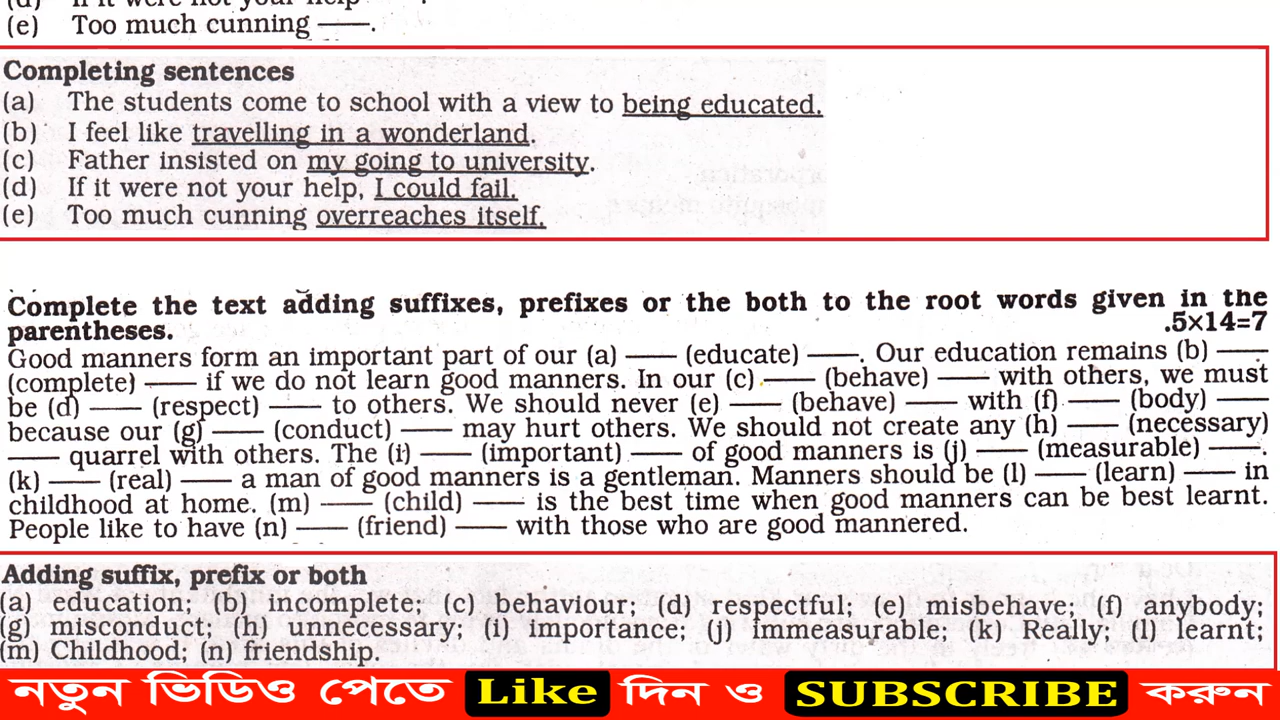 (d) If it were not your help ——.
(e) Too much cunning ——.
Completing sentences
(a) The students come to school with a view to being educated.
(b) I feel like travelling in a wonderland.
(c) Father insisted on my going to university.
(d) If it were not your help, I could fail.
(e) Too much cunning overreaches itself.
Complete the text adding suffixes, prefixes or the both to the root words given in the
parentheses. .5×14=7
Good manners form an important part of our (a) —— (educate) ——. Our education remains (b) ——
(complete) —— if we do not learn good manners. In our (c) —— (behave) —— with others, we must
be (d) —— (respect) —— to others. We should never (e) —— (behave) —— with (f) —— (body) ——
because our (g) —— (conduct) —— may hurt others. We should not create any (h) —— (necessary)
—— quarrel with others. The (i) —— (important) —— of good manners is (j) —— (measurable) ——.
(k) —— (real) —— a man of good manners is a gentleman. Manners should be (l) —— (learn) —— in
childhood at home. (m) —— (child) —— is the best time when good manners can be best learnt.
People like to have (n) —— (friend) —— with those who are good mannered.
Adding suffix, prefix or both
(a) education; (b) incomplete; (c) behaviour; (d) respectful; (e) misbehave; (f) anybody;
(g) misconduct; (h) unnecessary; (i) importance; (j) immeasurable; (k) Really; (l) learnt;
(m) Childhood; (n) friendship.
নতুন ভিডিও পেতে Like দিন ও SUBSCRIBE করুন